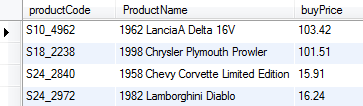 productCode ProductName buyPrice
S10_4962 1962 LanciaA Delta 16V 103.42
S18_2238 1998 Chrysler Plymouth Prowler 101.51
S24_2840 1958 Chevy Corvette Limited Edition 15.91
S24_2972 1982 Lamborghini Diablo 16.24